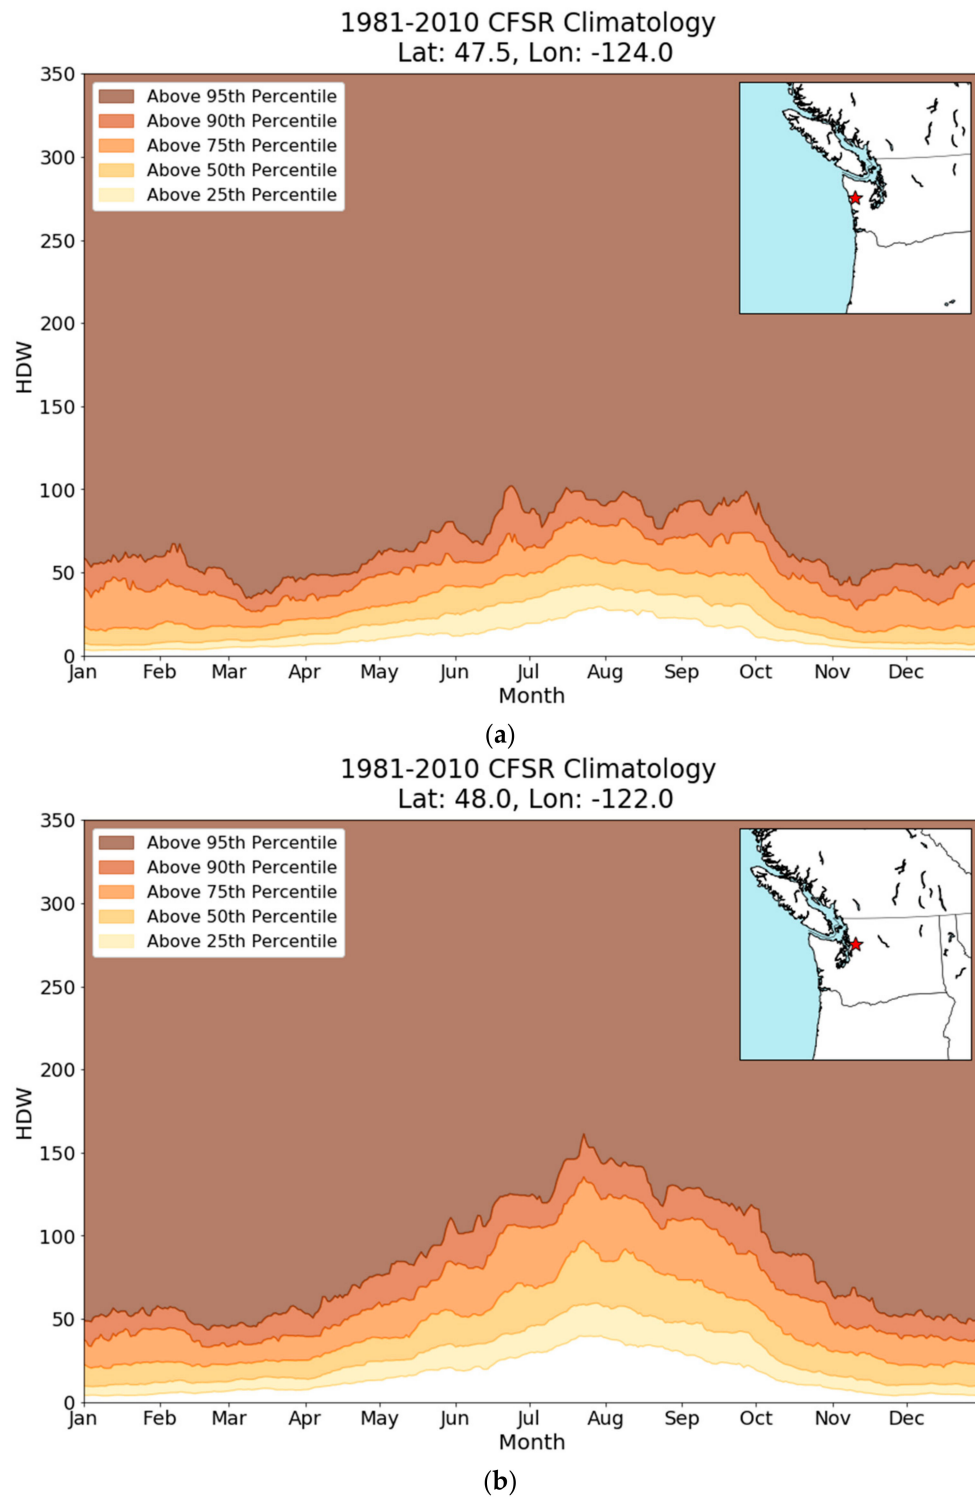 1981-2010 CFSR Climatology
Lat: 47.5, Lon: -124.0
350
300
250
200
150
100
50
0
HDW
Above 95th Percentile
Above 90th Percentile
Above 75th Percentile
Above 50th Percentile
Above 25th Percentile
Jan Feb Mar Apr May Jun Jul Aug Sep Oct Nov Dec
Month
(a)
1981-2010 CFSR Climatology
Lat: 48.0, Lon: -122.0
350
300
250
200
150
100
50
0
HDW
Above 95th Percentile
Above 90th Percentile
Above 75th Percentile
Above 50th Percentile
Above 25th Percentile
Jan Feb Mar Apr May Jun Jul Aug Sep Oct Nov Dec
Month
(b)